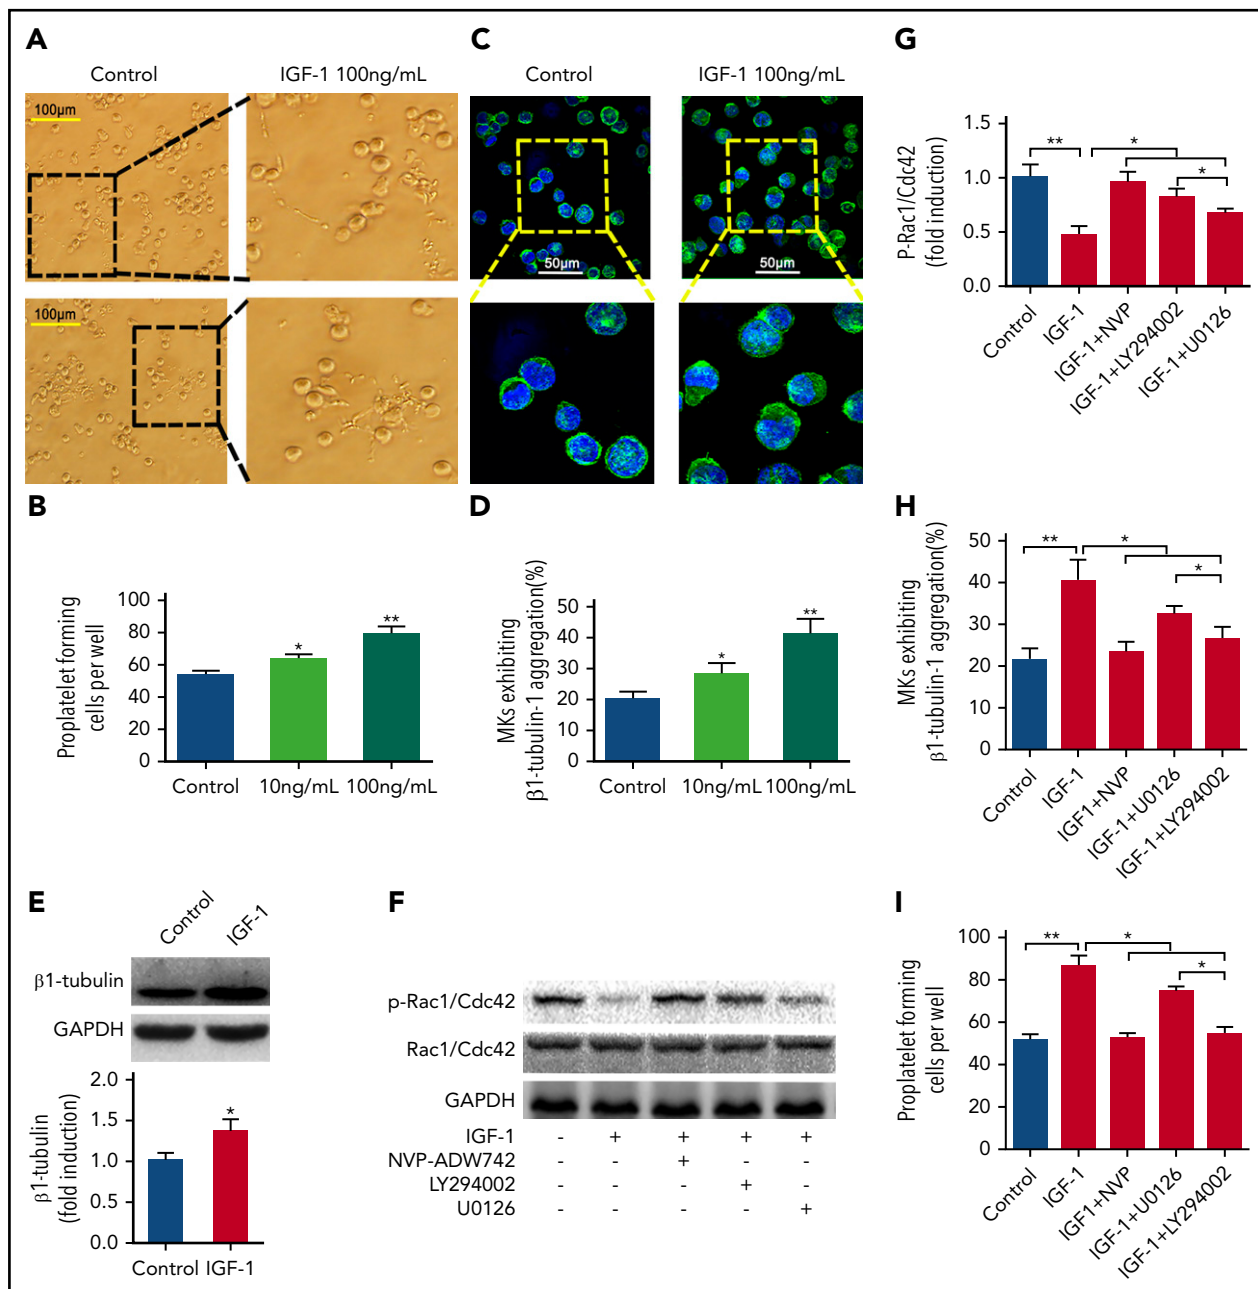 A
Control
IGF-1 100ng/mL
100μm
100μm
B
Proplatelet forming
cells per well
100
80
60
40
20
0
Control
10ng/mL
100ng/mL
*
**
C
Control
IGF-1 100ng/mL
50μm
50μm
D
MKs exhibiting
β1-tubulin-1 aggregation(%)
50
40
30
20
10
0
Control
10ng/mL
100ng/mL
*
**
E
Control
IGF-1
β1-tubulin
GAPDH
β1-tubulin
(fold induction)
2.0
1.5
1.0
0.5
0.0
*
Control IGF-1
F
p-Rac1/Cdc42
Rac1/Cdc42
GAPDH
IGF-1 - + + + +
NVP-ADW742 - - + - -
LY294002 - - - + -
U0126 - - - - +
G
P-Rac1/Cdc42
(fold induction)
1.5
1.0
0.5
0.0
**
*
*
Control
IGF-1
IGF-1+NVP
IGF-1+LY294002
IGF-1+U0126
H
MKs exhibiting
β1-tubulin-1 aggregation(%)
50
40
30
20
10
0
**
*
*
Control
IGF-1
IGF1+NVP
IGF-1+U0126
IGF-1+LY294002
I
Proplatelet forming
cells per well
100
80
60
40
20
0
**
*
*
Control
IGF-1
IGF1+NVP
IGF-1+U0126
IGF-1+LY294002